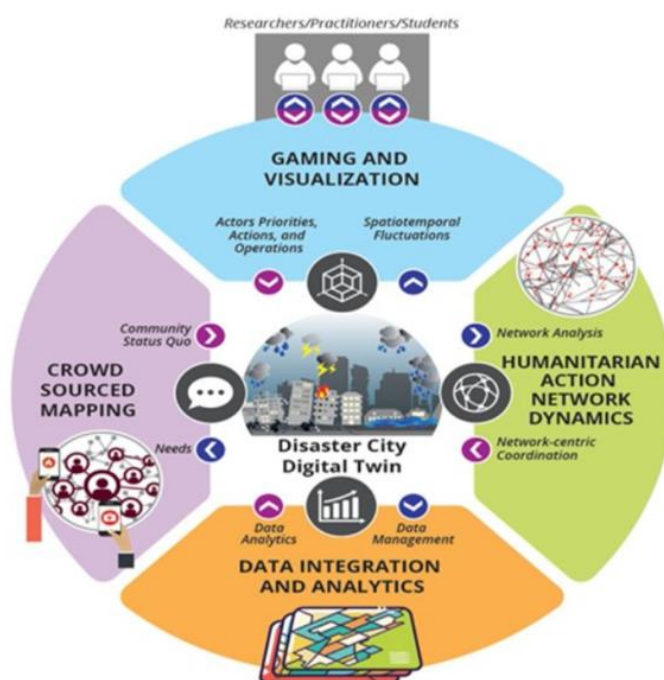 Researchers/Practitioners/Students
GAMING AND
VISUALIZATION
Actors Priorities,
Actions, and
Operations
Spatiotemporal
Fluctuations
Community
Status Quo
CROWD
SOURCED
MAPPING
Needs
Network Analysis
HUMANITARIAN
ACTION
NETWORK
DYNAMICS
Network-centric
Coordination
Disaster City
Digital Twin
Data
Analytics
Data
Management
DATA INTEGRATION
AND ANALYTICS